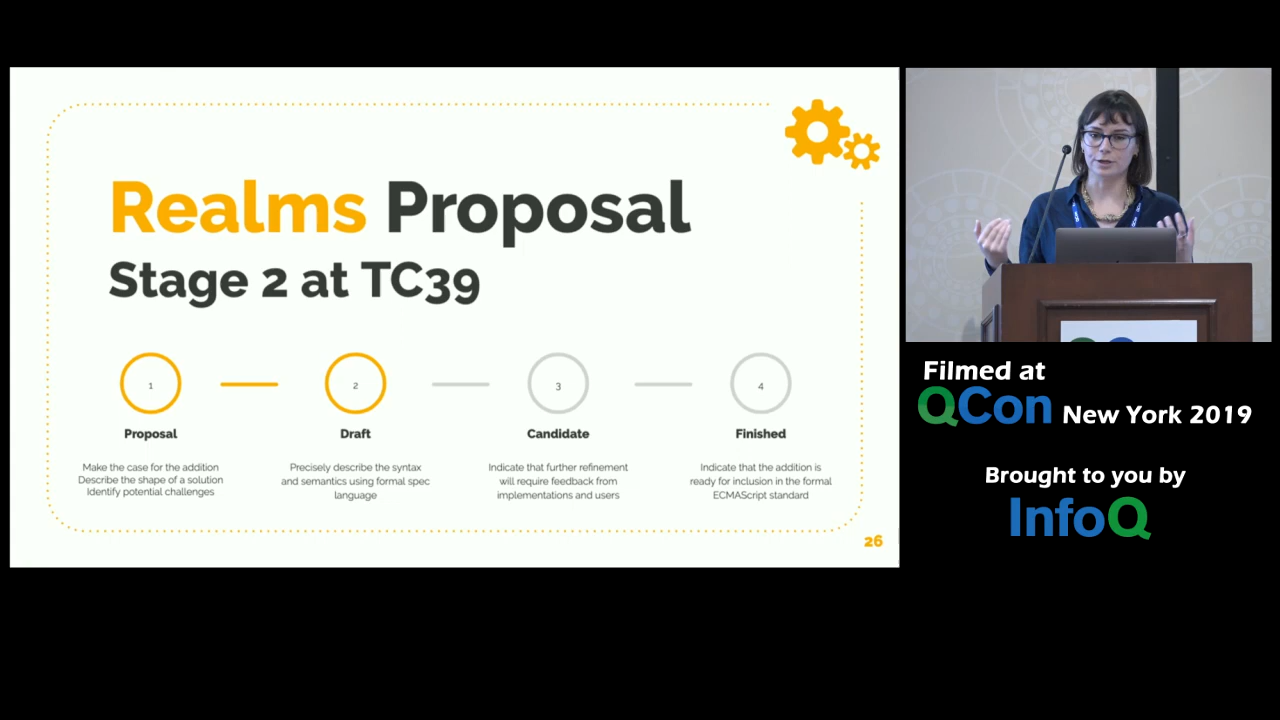 Realms Proposal
Stage 2 at TC39
1
2
3
4
Proposal
Draft
Candidate
Finished
Make the case for the addition
Describe the shape of a solution
Identify potential challenges
Precisely describe the syntax
and semantics using formal spec
language
Indicate that further refinement
will require feedback from
implementations and users
Indicate that the addition is
ready for inclusion in the formal
ECMAScript standard
26
Filmed at
QCon New York 2019
Brought to you by
InfoQ